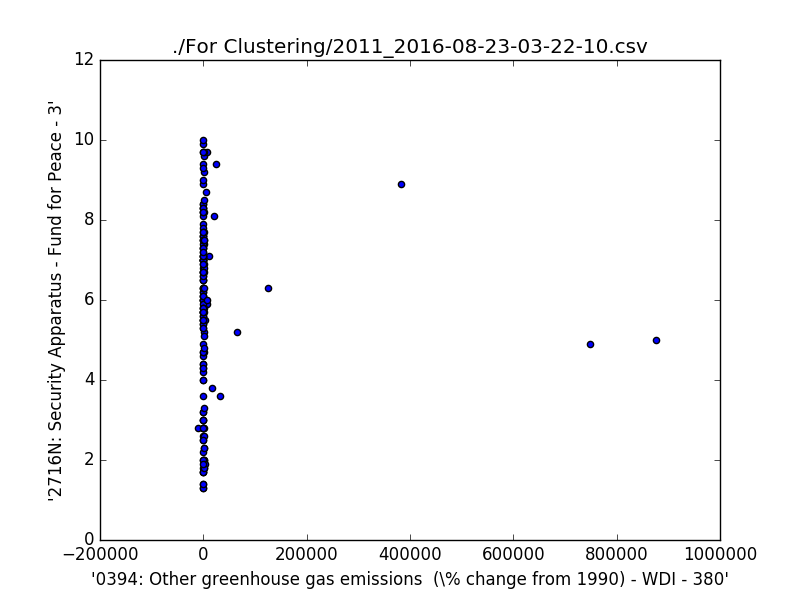 ./For Clustering/2011_2016-08-23-03-22-10.csv
12
10
8
6
4
2
0
'2716N: Security Apparatus - Fund for Peace - 3'
−200000 0 200000 400000 600000 800000 1000000
'0394: Other greenhouse gas emissions  (\% change from 1990) - WDI - 380'